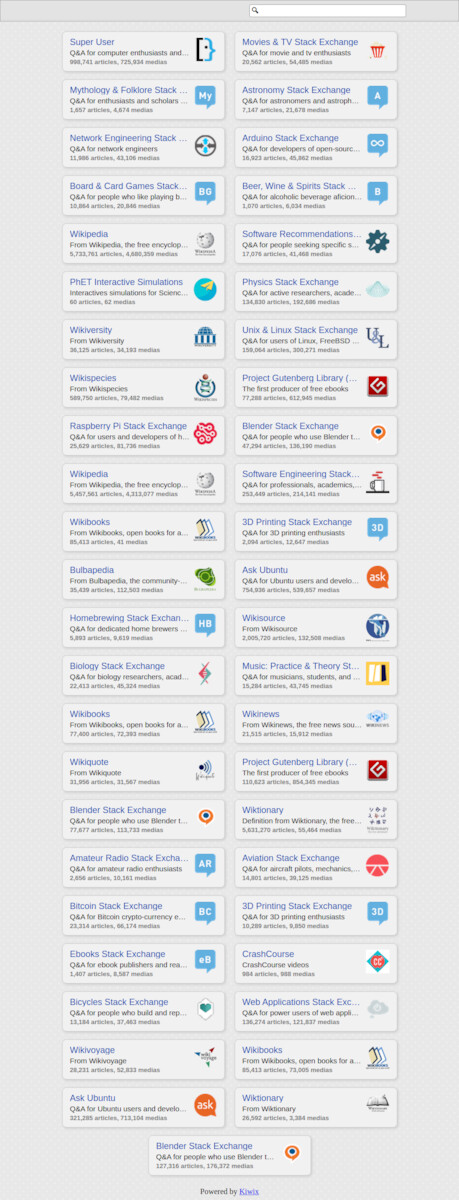 Super User
Q&A for computer enthusiasts and…
998,741 articles, 725,934 medias
Movies & TV Stack Exchange
Q&A for movie and tv enthusiasts
20,562 articles, 54,485 medias
Mythology & Folklore Stack …
Q&A for enthusiasts and scholars …
1,657 articles, 4,674 medias
My
Astronomy Stack Exchange
Q&A for astronomers and astroph…
7,147 articles, 21,678 medias
A
Network Engineering Stack …
Q&A for network engineers
11,986 articles, 43,106 medias
Arduino Stack Exchange
Q&A for developers of open-sourc…
16,923 articles, 45,862 medias
Board & Card Games Stack…
Q&A for people who like playing b…
10,864 articles, 20,846 medias
BG
Beer, Wine & Spirits Stack …
Q&A for alcoholic beverage aficion…
1,070 articles, 6,034 medias
B
Wikipedia
From Wikipedia, the free encyclop…
5,733,761 articles, 4,680,359 medias
Software Recommendations…
Q&A for people seeking specific s…
17,076 articles, 41,468 medias
PhET Interactive Simulations
Interactives simulations for Scienc…
60 articles, 62 medias
Physics Stack Exchange
Q&A for active researchers, acade…
134,830 articles, 192,686 medias
Wikiversity
From Wikiversity
36,125 articles, 34,193 medias
Unix & Linux Stack Exchange
Q&A for users of Linux, FreeBSD …
159,064 articles, 300,271 medias
U&L
Wikispecies
From Wikispecies
589,750 articles, 79,482 medias
Project Gutenberg Library (…
The first producer of free ebooks
77,288 articles, 612,945 medias
Raspberry Pi Stack Exchange
Q&A for users and developers of h…
25,629 articles, 81,736 medias
Blender Stack Exchange
Q&A for people who use Blender t…
47,294 articles, 136,190 medias
Wikipedia
From Wikipedia, the free encyclop…
5,457,561 articles, 4,313,077 medias
Software Engineering Stack…
Q&A for professionals, academics,…
253,449 articles, 214,141 medias
Wikibooks
From Wikibooks, open books for a…
85,413 articles, 41 medias
3D Printing Stack Exchange
Q&A for 3D printing enthusiasts
2,094 articles, 12,647 medias
3D
Bulbapedia
From Bulbapedia, the community-…
35,439 articles, 112,503 medias
Ask Ubuntu
Q&A for Ubuntu users and develo…
754,936 articles, 539,657 medias
ask
Homebrewing Stack Exchan…
Q&A for dedicated home brewers …
5,893 articles, 9,619 medias
HB
Wikisource
From Wikisource
2,005,720 articles, 132,508 medias
Biology Stack Exchange
Q&A for biology researchers, acad…
22,413 articles, 45,324 medias
Music: Practice & Theory St…
Q&A for musicians, students, and …
15,284 articles, 43,745 medias
Wikibooks
From Wikibooks, open books for a…
77,400 articles, 72,393 medias
Wikinews
From Wikinews, the free news sou…
21,515 articles, 15,912 medias
Wikiquote
From Wikiquote
31,956 articles, 31,567 medias
Project Gutenberg Library (…
The first producer of free ebooks
110,623 articles, 854,345 medias
Blender Stack Exchange
Q&A for people who use Blender t…
77,677 articles, 113,733 medias
Wiktionary
Definition from Wiktionary, the free…
5,631,270 articles, 55,464 medias
Amateur Radio Stack Excha…
Q&A for amateur radio enthusiasts
2,656 articles, 10,161 medias
AR
Aviation Stack Exchange
Q&A for aircraft pilots, mechanics,…
14,801 articles, 39,125 medias
Bitcoin Stack Exchange
Q&A for Bitcoin crypto-currency e…
23,314 articles, 66,174 medias
BC
3D Printing Stack Exchange
Q&A for 3D printing enthusiasts
10,289 articles, 9,850 medias
3D
Ebooks Stack Exchange
Q&A for ebook publishers and rea…
1,407 articles, 8,587 medias
eB
CrashCourse
CrashCourse videos
984 articles, 988 medias
CC
Bicycles Stack Exchange
Q&A for people who build and rep…
13,184 articles, 37,463 medias
Web Applications Stack Exc…
Q&A for power users of web appli…
136,274 articles, 121,837 medias
Wikivoyage
From Wikivoyage
28,231 articles, 52,833 medias
wiki
voyage
Wikibooks
From Wikibooks, open books for a…
85,413 articles, 73,005 medias
Ask Ubuntu
Q&A for Ubuntu users and develo…
321,285 articles, 713,104 medias
ask
Wiktionary
From Wiktionary
26,592 articles, 3,384 medias
Blender Stack Exchange
Q&A for people who use Blender t…
127,316 articles, 176,372 medias
Powered by Kiwix